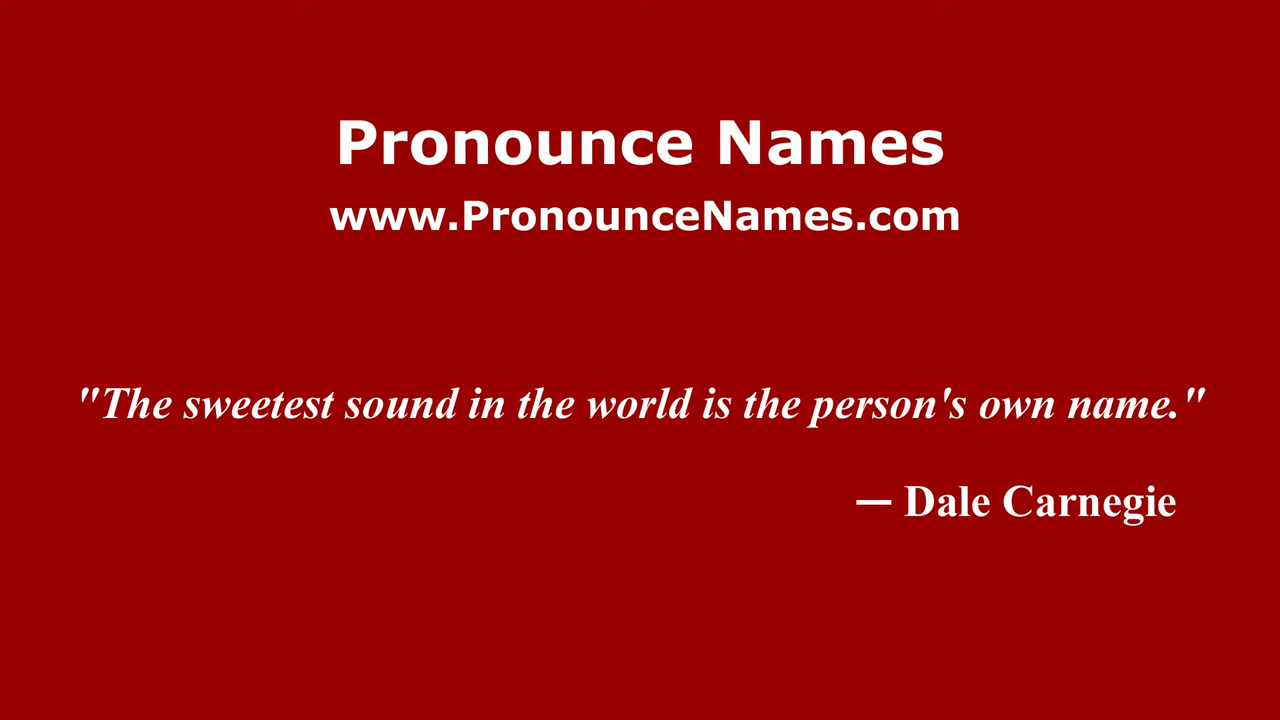 Pronounce Names
www.PronounceNames.com
"The sweetest sound in the world is the person's own name."
— Dale Carnegie